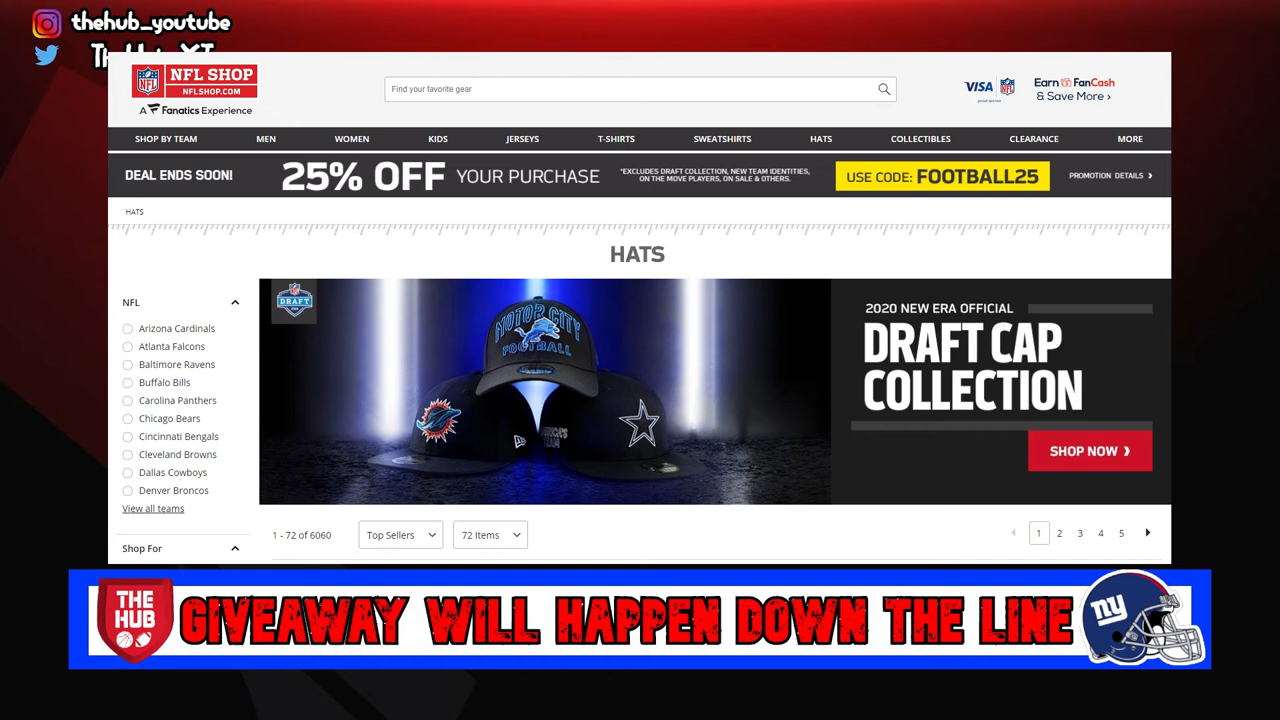 thehub_youtube
NFL SHOP
NFLSHOP.COM
A Fanatics Experience
Find your favorite gear
VISA
NFL
proud sponsor
Earn FanCash
& Save More ›
SHOP BY TEAM MEN WOMEN KIDS JERSEYS T-SHIRTS SWEATSHIRTS HATS COLLECTIBLES CLEARANCE MORE
DEAL ENDS SOON! 25% OFF YOUR PURCHASE
*EXCLUDES DRAFT COLLECTION, NEW TEAM IDENTITIES,
ON THE MOVE PLAYERS, ON SALE & OTHERS.
USE CODE: FOOTBALL25
PROMOTION DETAILS ❯
HATS
HATS
NFL
Arizona Cardinals
Atlanta Falcons
Baltimore Ravens
Buffalo Bills
Carolina Panthers
Chicago Bears
Cincinnati Bengals
Cleveland Browns
Dallas Cowboys
Denver Broncos
View all teams
Shop For
NFL
DRAFT
MOTOR CITY
FOOTBALL
2020 NEW ERA OFFICIAL
DRAFT CAP
COLLECTION
SHOP NOW ❯
1 - 72 of 6060
Top Sellers
72 Items
1 2 3 4 5
THE
HUB
GIVEAWAY WILL HAPPEN DOWN THE LINE
ny